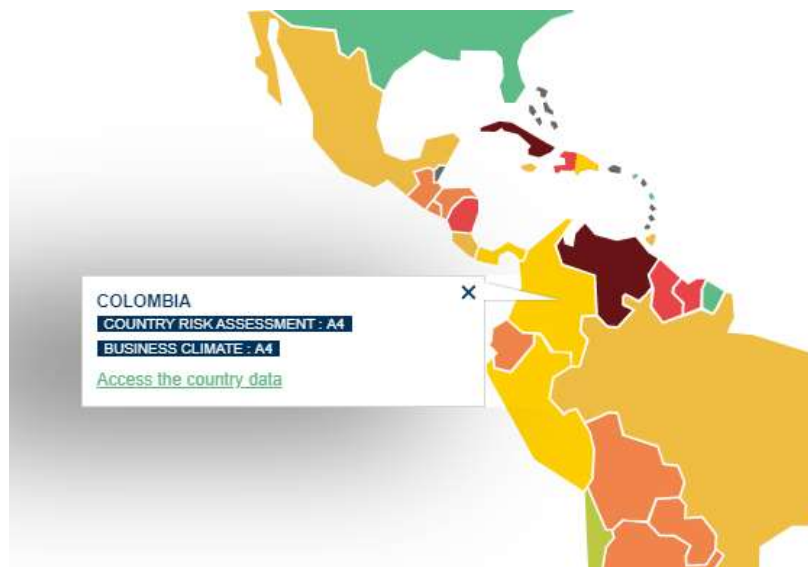 COLOMBIA
COUNTRY RISK ASSESSMENT : A4
BUSINESS CLIMATE : A4
Access the country data